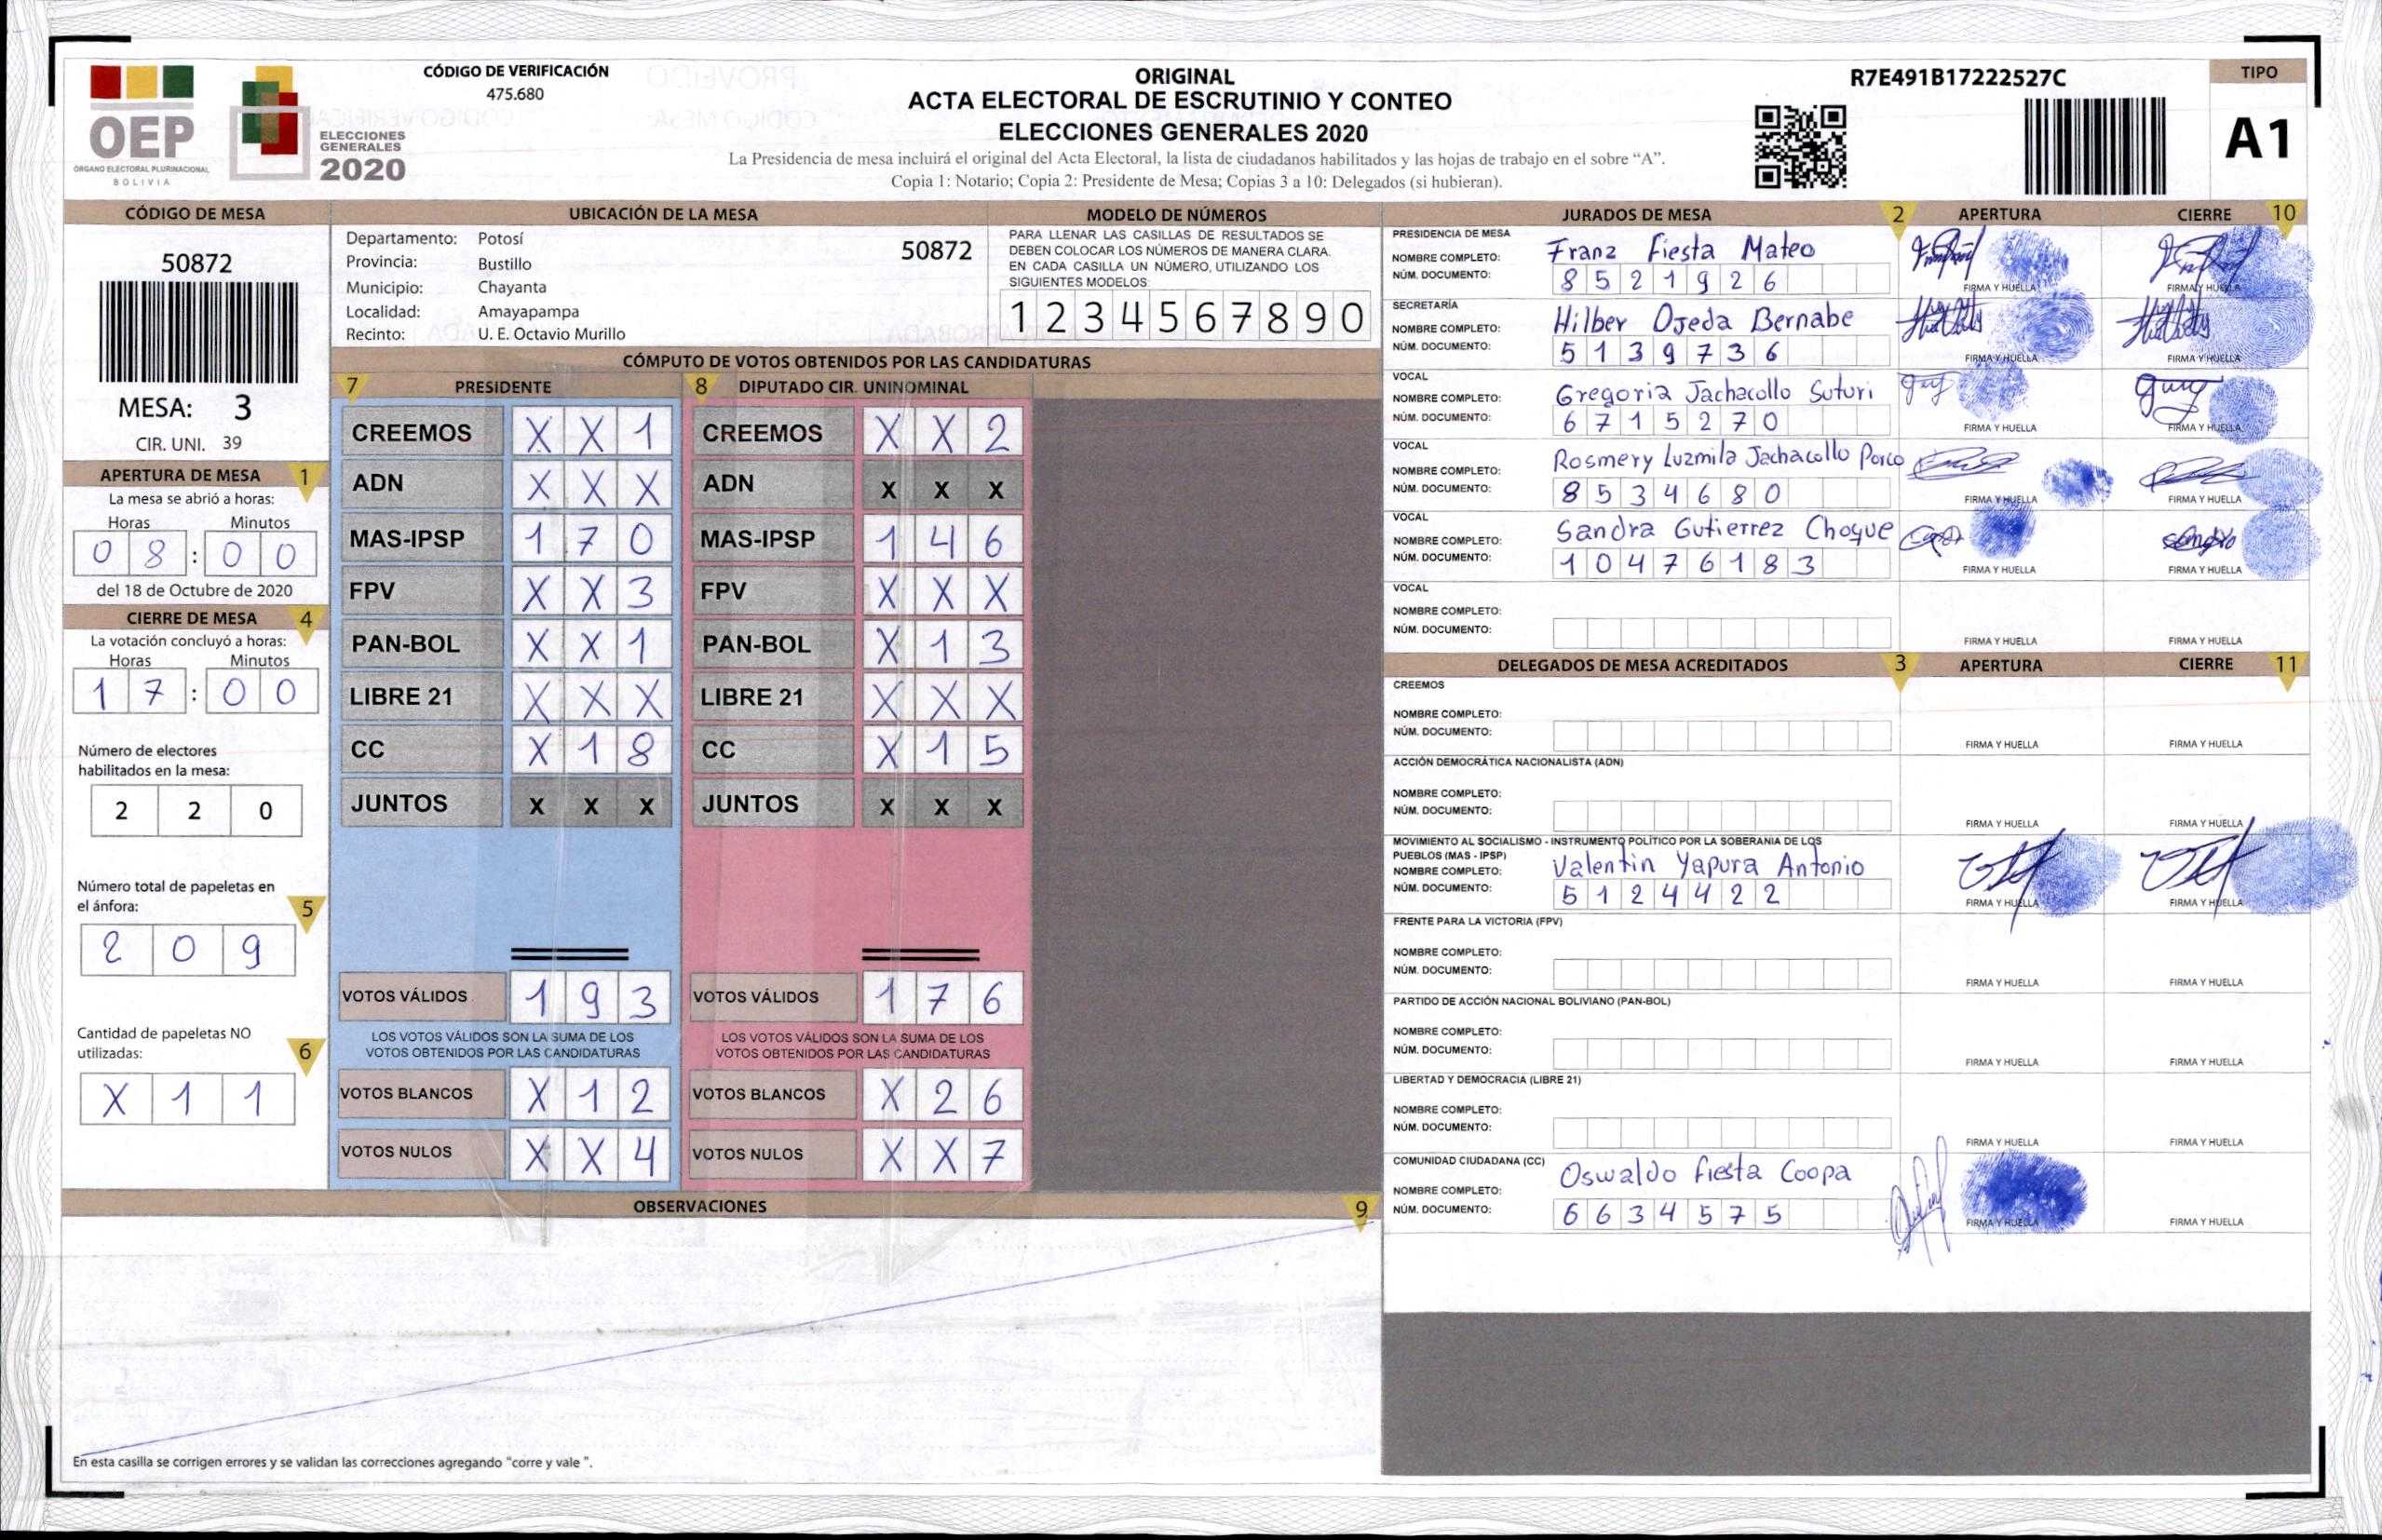 OEP
ÓRGANO ELECTORAL PLURINACIONAL
BOLIVIA
ELECCIONES
GENERALES
2020
CÓDIGO DE VERIFICACIÓN
475.680
ORIGINAL
ACTA ELECTORAL DE ESCRUTINIO Y CONTEO
ELECCIONES GENERALES 2020
La Presidencia de mesa incluirá el original del Acta Electoral, la lista de ciudadanos habilitados y las hojas de trabajo en el sobre “A”.
Copia 1: Notario; Copia 2: Presidente de Mesa; Copias 3 a 10: Delegados (si hubieran).
R7E491B17222527C
TIPO
A1
CÓDIGO DE MESA
50872
MESA: 3
CIR. UNI. 39
APERTURA DE MESA 1
La mesa se abrió a horas:
Horas Minutos
0 8 : 0 0
del 18 de Octubre de 2020
CIERRE DE MESA 4
La votación concluyó a horas:
Horas Minutos
1 7 : 0 0
Número de electores
habilitados en la mesa:
2 2 0
Número total de papeletas en
el ánfora: 5
2 0 9
Cantidad de papeletas NO
utilizadas: 6
X 1 1
UBICACIÓN DE LA MESA
Departamento: Potosí
50872
Provincia: Bustillo
Municipio: Chayanta
Localidad: Amayapampa
Recinto: U. E. Octavio Murillo
MODELO DE NÚMEROS
PARA LLENAR LAS CASILLAS DE RESULTADOS SE
DEBEN COLOCAR LOS NÚMEROS DE MANERA CLARA.
EN CADA CASILLA UN NÚMERO, UTILIZANDO LOS
SIGUIENTES MODELOS:
1 2 3 4 5 6 7 8 9 0
CÓMPUTO DE VOTOS OBTENIDOS POR LAS CANDIDATURAS
7 PRESIDENTE
CREEMOS X X 1
ADN X X X
MAS-IPSP 1 7 0
FPV X X 3
PAN-BOL X X 1
LIBRE 21 X X X
CC X 1 8
JUNTOS X X X
VOTOS VÁLIDOS 1 9 3
LOS VOTOS VÁLIDOS SON LA SUMA DE LOS
VOTOS OBTENIDOS POR LAS CANDIDATURAS
VOTOS BLANCOS X 1 2
VOTOS NULOS X X 4
8 DIPUTADO CIR. UNINOMINAL
CREEMOS X X 2
ADN X X X
MAS-IPSP 1 4 6
FPV X X X
PAN-BOL X 1 3
LIBRE 21 X X X
CC X 1 5
JUNTOS X X X
VOTOS VÁLIDOS 1 7 6
LOS VOTOS VÁLIDOS SON LA SUMA DE LOS
VOTOS OBTENIDOS POR LAS CANDIDATURAS
VOTOS BLANCOS X 2 6
VOTOS NULOS X X 7
OBSERVACIONES 9
En esta casilla se corrigen errores y se validan las correcciones agregando "corre y vale ".
JURADOS DE MESA 2 APERTURA CIERRE 10
PRESIDENCIA DE MESA
NOMBRE COMPLETO: Franz Fiesta Mateo
NÚM. DOCUMENTO: 8 5 2 1 9 2 6
FIRMA Y HUELLA FIRMA Y HUELLA
SECRETARÍA
NOMBRE COMPLETO: Hilber Ojeda Bernabe
NÚM. DOCUMENTO: 5 1 3 9 7 3 6
FIRMA Y HUELLA FIRMA Y HUELLA
VOCAL
NOMBRE COMPLETO: Gregoria Jachacollo Suturi
NÚM. DOCUMENTO: 6 7 1 5 2 7 0
FIRMA Y HUELLA FIRMA Y HUELLA
VOCAL
NOMBRE COMPLETO: Rosmery Luzmila Jachacollo Porco
NÚM. DOCUMENTO: 8 5 3 4 6 8 0
FIRMA Y HUELLA FIRMA Y HUELLA
VOCAL
NOMBRE COMPLETO: Sandra Gutierrez Choque
NÚM. DOCUMENTO: 1 0 4 7 6 1 8 3
FIRMA Y HUELLA FIRMA Y HUELLA
VOCAL
NOMBRE COMPLETO:
NÚM. DOCUMENTO:
FIRMA Y HUELLA FIRMA Y HUELLA
DELEGADOS DE MESA ACREDITADOS 3 APERTURA CIERRE 11
CREEMOS
NOMBRE COMPLETO:
NÚM. DOCUMENTO:
FIRMA Y HUELLA FIRMA Y HUELLA
ACCIÓN DEMOCRÁTICA NACIONALISTA (ADN)
NOMBRE COMPLETO:
NÚM. DOCUMENTO:
FIRMA Y HUELLA FIRMA Y HUELLA
MOVIMIENTO AL SOCIALISMO - INSTRUMENTO POLÍTICO POR LA SOBERANIA DE LOS
PUEBLOS (MAS - IPSP)
NOMBRE COMPLETO: Valentin Yapura Antonio
NÚM. DOCUMENTO: 5 1 2 4 4 2 2
FIRMA Y HUELLA FIRMA Y HUELLA
FRENTE PARA LA VICTORIA (FPV)
NOMBRE COMPLETO:
NÚM. DOCUMENTO:
FIRMA Y HUELLA FIRMA Y HUELLA
PARTIDO DE ACCIÓN NACIONAL BOLIVIANO (PAN-BOL)
NOMBRE COMPLETO:
NÚM. DOCUMENTO:
FIRMA Y HUELLA FIRMA Y HUELLA
LIBERTAD Y DEMOCRACIA (LIBRE 21)
NOMBRE COMPLETO:
NÚM. DOCUMENTO:
FIRMA Y HUELLA FIRMA Y HUELLA
COMUNIDAD CIUDADANA (CC)
NOMBRE COMPLETO: Oswaldo Fiesta Coopa
NÚM. DOCUMENTO: 6 6 3 4 5 7 5
FIRMA Y HUELLA FIRMA Y HUELLA